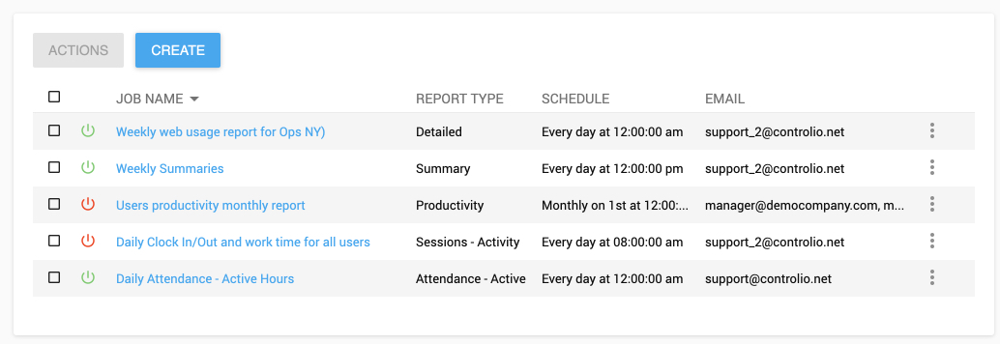 ACTIONS CREATE
JOB NAME REPORT TYPE SCHEDULE EMAIL
Weekly web usage report for Ops NY) Detailed Every day at 12:00:00 am support_2@controlio.net
Weekly Summaries Summary Every day at 12:00:00 pm support_2@controlio.net
Users productivity monthly report Productivity Monthly on 1st at 12:00:... manager@democompany.com, m...
Daily Clock In/Out and work time for all users Sessions - Activity Every day at 08:00:00 am support_2@controlio.net
Daily Attendance - Active Hours Attendance - Active Every day at 12:00:00 am support@controlio.net